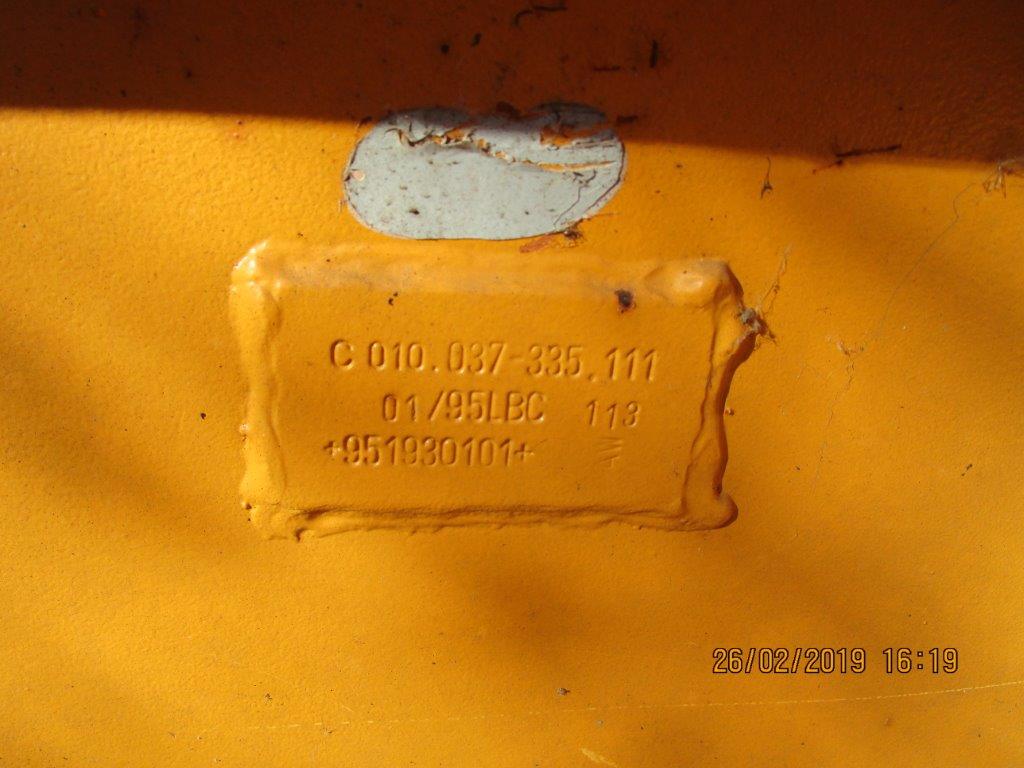 C 010.037-335.111
01/95LBC 113
+951930101+
26/02/2019 16:19